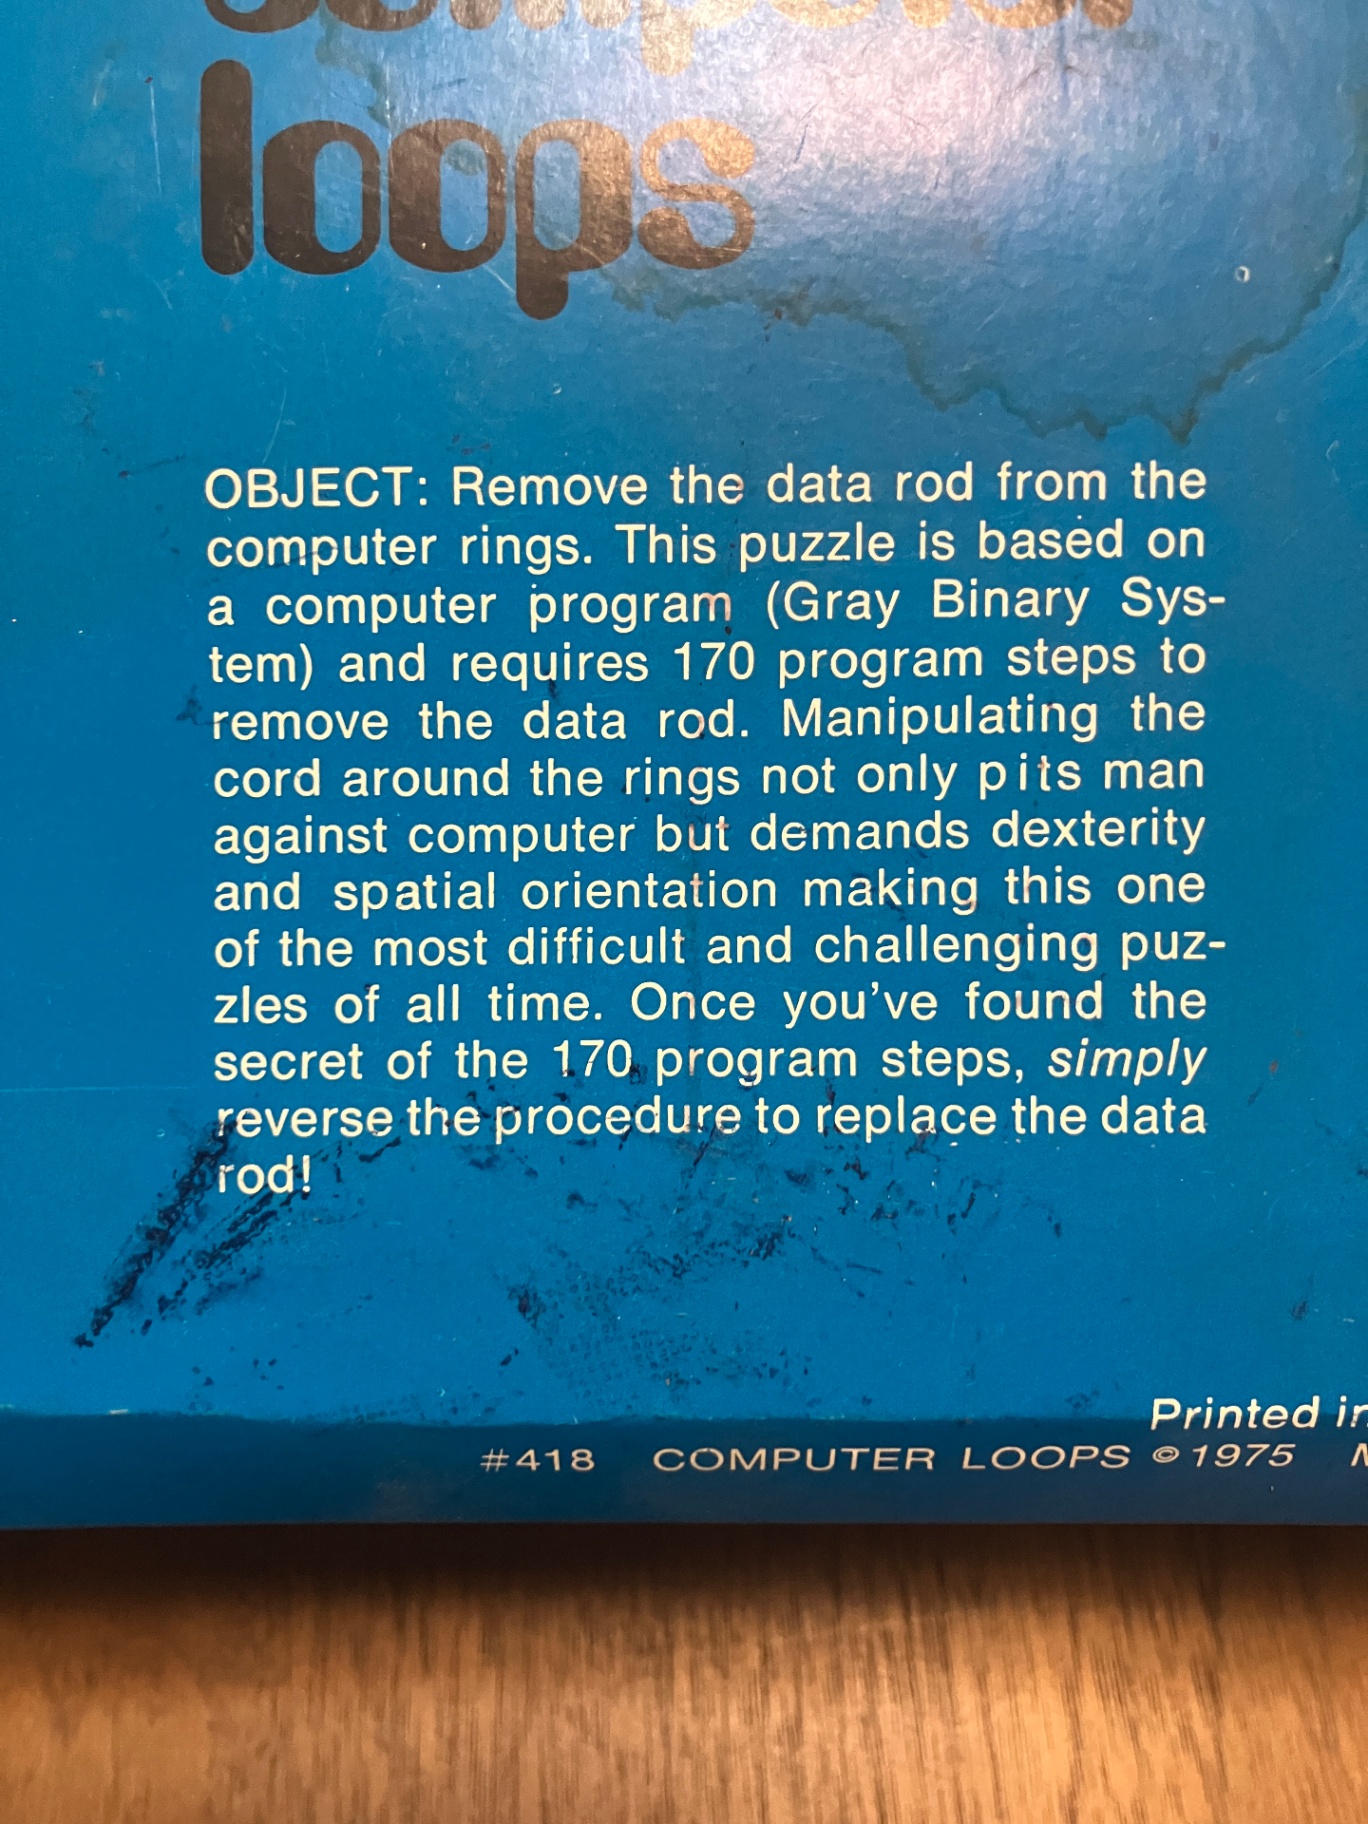 computer
loops
OBJECT: Remove the data rod from the
computer rings. This puzzle is based on
a computer program (Gray Binary Sys-
tem) and requires 170 program steps to
remove the data rod. Manipulating the
cord around the rings not only pits man
against computer but demands dexterity
and spatial orientation making this one
of the most difficult and challenging puz-
zles of all time. Once you've found the
secret of the 170 program steps, simply
reverse the procedure to replace the data
rod!
Printed in
#418 COMPUTER LOOPS © 1975